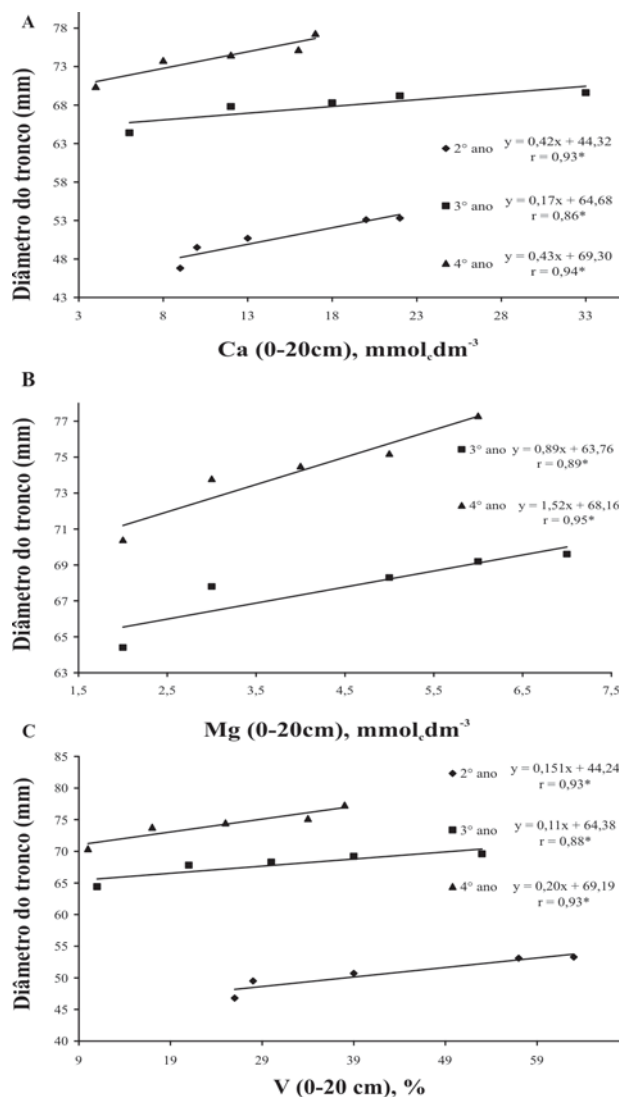 A
Diâmetro do tronco (mm)
78
73
68
63
58
53
48
43
2° ano y = 0,42x + 44,32
r = 0,93*
3° ano y = 0,17x + 64,68
r = 0,86*
4° ano y = 0,43x + 69,30
r = 0,94*
3 8 13 18 23 28 33
Ca (0-20cm), mmol꜀dm⁻³
B
Diâmetro do tronco (mm)
77
75
73
71
69
67
65
63
3° ano y = 0,89x + 63,76
r = 0,89*
4° ano y = 1,52x + 68,16
r = 0,95*
1,5 2,5 3,5 4,5 5,5 6,5 7,5
Mg (0-20cm), mmol꜀dm⁻³
C
Diâmetro do tronco (mm)
85
80
75
70
65
60
55
50
45
40
2° ano y = 0,151x + 44,24
r = 0,93*
3° ano y = 0,11x + 64,38
r = 0,88*
4° ano y = 0,20x + 69,19
r = 0,93*
9 19 29 39 49 59
V (0-20 cm), %